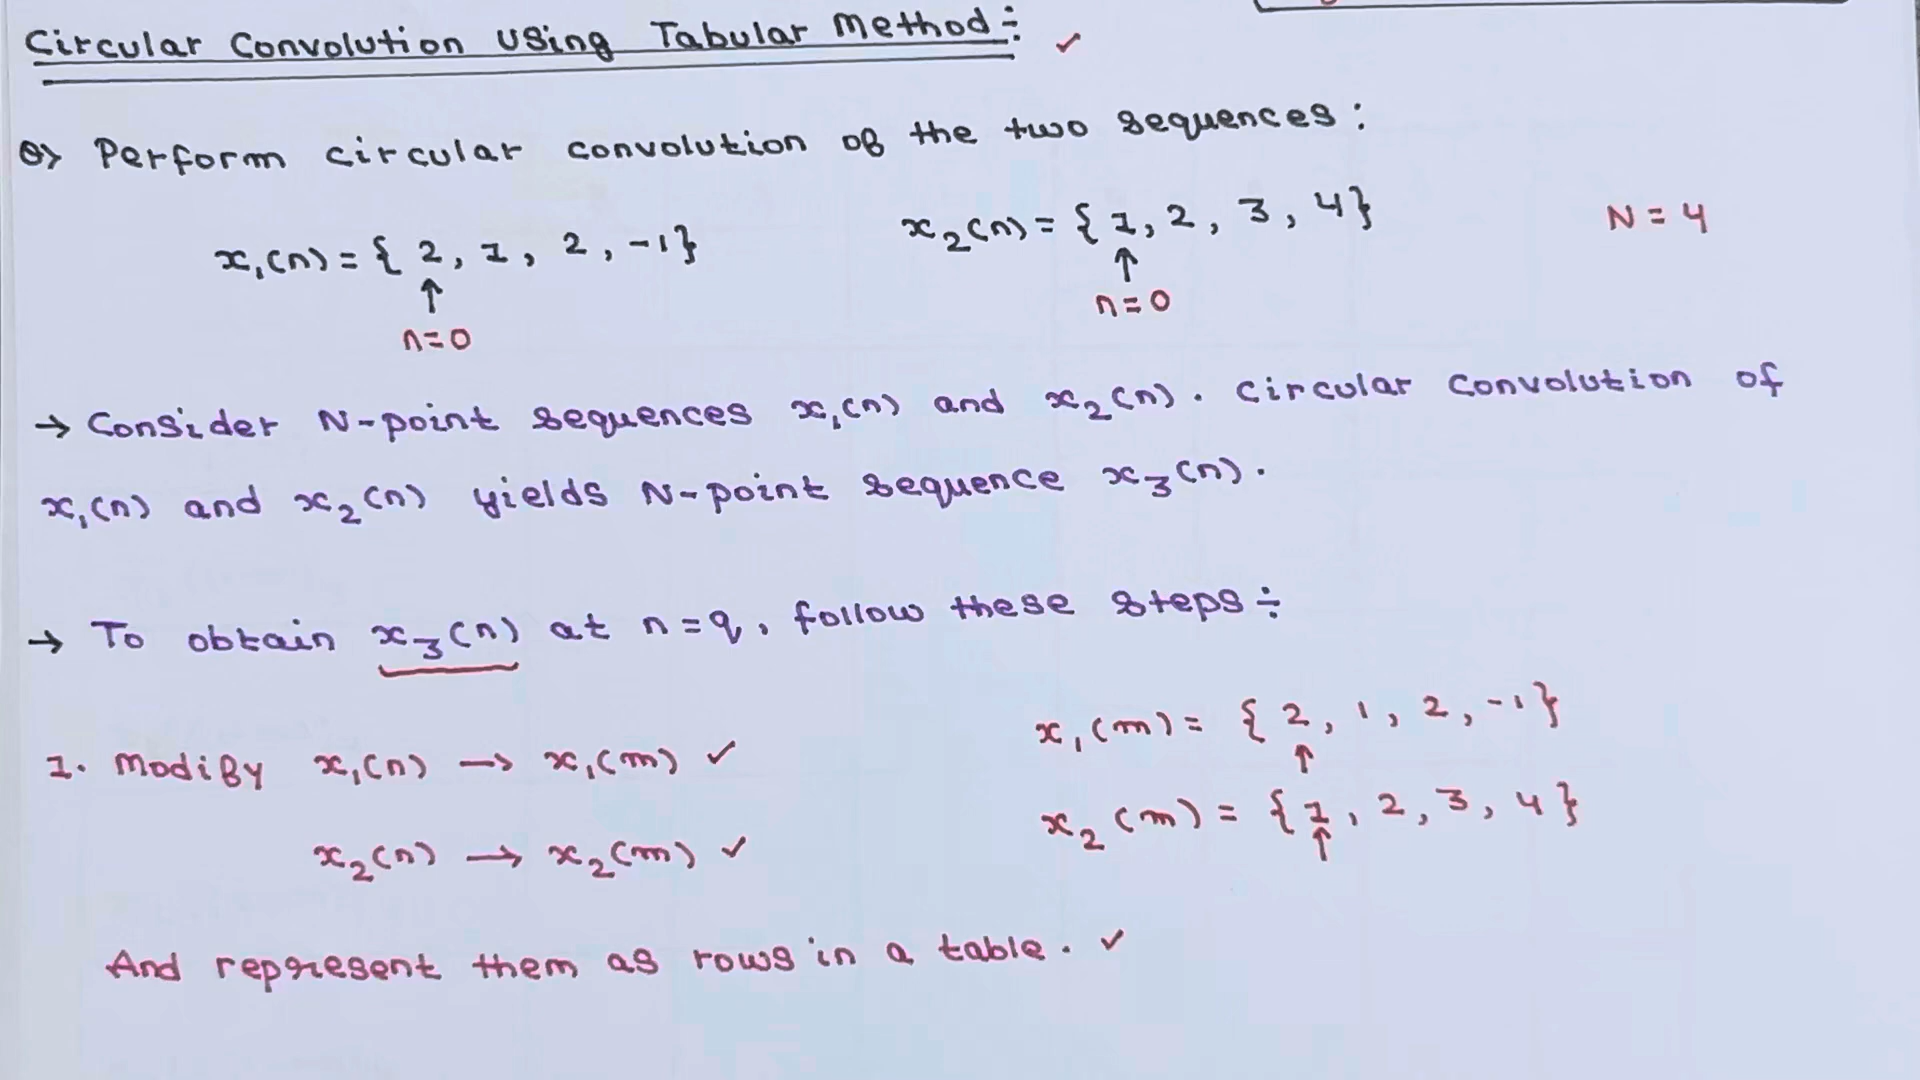 Circular Convolution Using Tabular Method :
Q> Perform circular convolution of the two sequences :
x₁(n) = { 2, 1, 2, -1}
x₂(n) = { 1, 2, 3, 4}
N = 4
↑
n=0
↑
n=0
→ Consider N-point sequences x₁(n) and x₂(n). Circular Convolution of
x₁(n) and x₂(n) yields N-point sequence x₃(n).
→ To obtain x₃(n) at n=q, follow these steps :
1. Modify x₁(n) → x₁(m) ✓
x₁(m) = { 2, 1, 2, -1}
↑
x₂(n) → x₂(m) ✓
x₂(m) = { 1, 2, 3, 4}
↑
And represent them as rows in a table. ✓